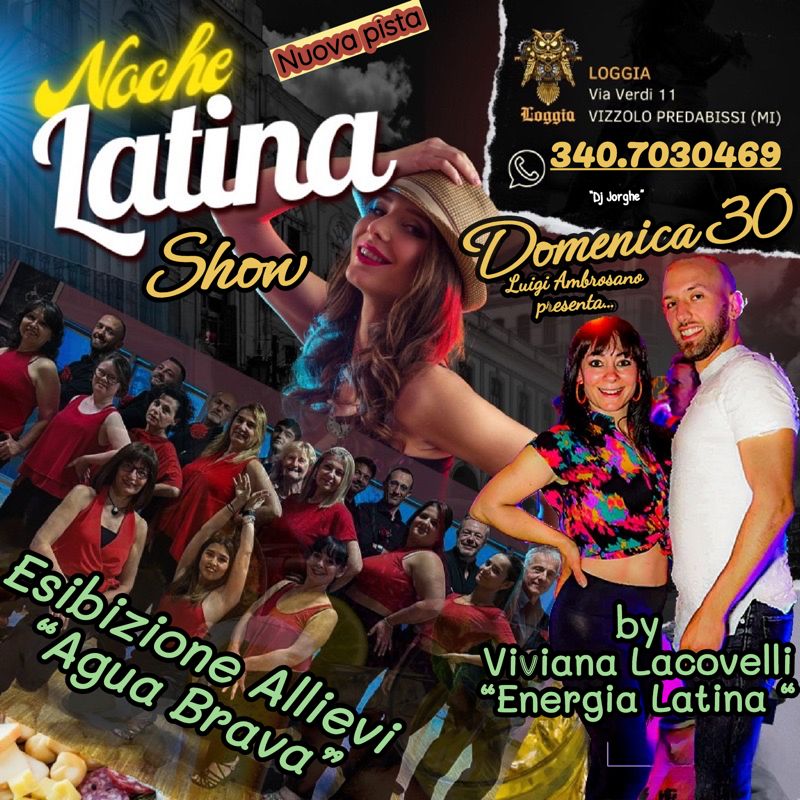 Noche
Latina
Show
Nuova pista
Loggia
LOGGIA
Via Verdi 11
VIZZOLO PREDABISSI (MI)
340.7030469
"Dj Jorghe"
Domenica 30
Luigi Ambrosano
presenta...
Esibizione Allievi
“Agua Brava”
by
Viviana Lacovelli
“Energia Latina “